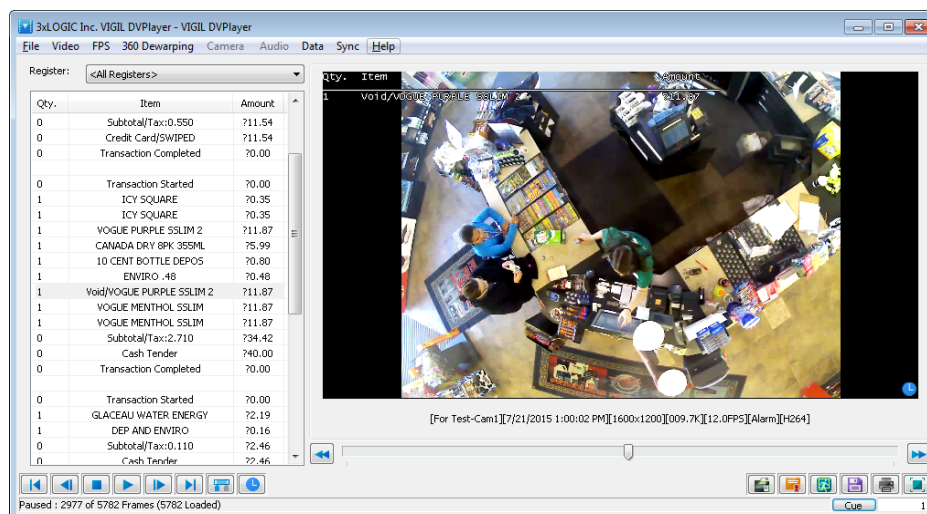 3xLOGIC Inc. VIGIL DVPlayer - VIGIL DVPlayer
File Video FPS 360 Dewarping Camera Audio Data Sync Help
Register: <All Registers>
Qty. Item Amount
0 Subtotal/Tax:0.550 ?11.54
0 Credit Card/SWIPED ?11.54
0 Transaction Completed ?0.00
0 Transaction Started ?0.00
1 ICY SQUARE ?0.35
1 ICY SQUARE ?0.35
1 VOGUE PURPLE SSLIM 2 ?11.87
1 CANADA DRY 8PK 355ML ?5.99
1 10 CENT BOTTLE DEPOS ?0.80
1 ENVIRO .48 ?0.48
1 Void/VOGUE PURPLE SSLIM 2 ?11.87
1 VOGUE MENTHOL SSLIM ?11.87
1 VOGUE MENTHOL SSLIM ?11.87
0 Subtotal/Tax:2.710 ?34.42
0 Cash Tender ?40.00
0 Transaction Completed ?0.00
0 Transaction Started ?0.00
1 GLACEAU WATER ENERGY ?2.19
1 DEP AND ENVIRO ?0.16
0 Subtotal/Tax:0.110 ?2.46
0 Cash Tender ?2.46
Qty. Item Amount
1 Void/VOGUE PURPLE SSLIM 2 ?11.87
[For Test-Cam1][7/21/2015 1:00:02 PM][1600x1200][009.7K][12.0FPS][Alarm][H264]
Paused : 2977 of 5782 Frames (5782 Loaded)
Cue 1